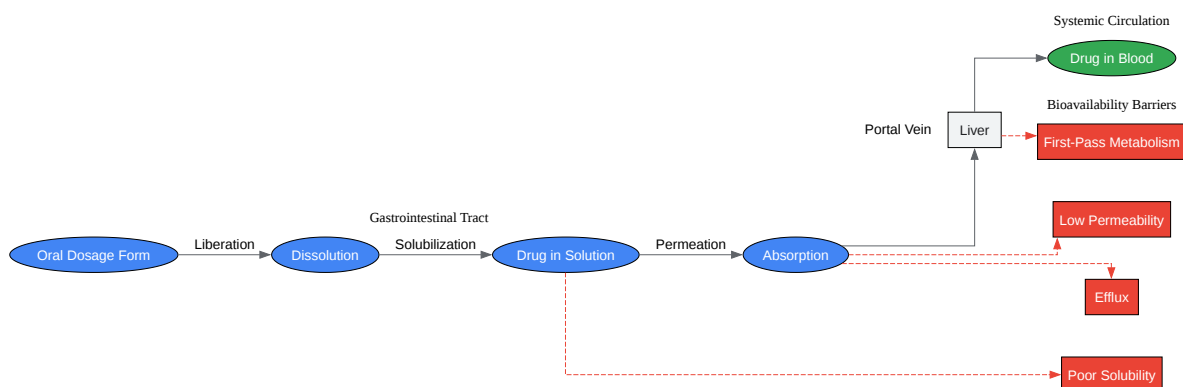 Systemic Circulation
Drug in Blood
Bioavailability Barriers
Portal Vein
Liver
First-Pass Metabolism
Gastrointestinal Tract
Low Permeability
Oral Dosage Form
Liberation
Dissolution
Solubilization
Drug in Solution
Permeation
Absorption
Efflux
Poor Solubility